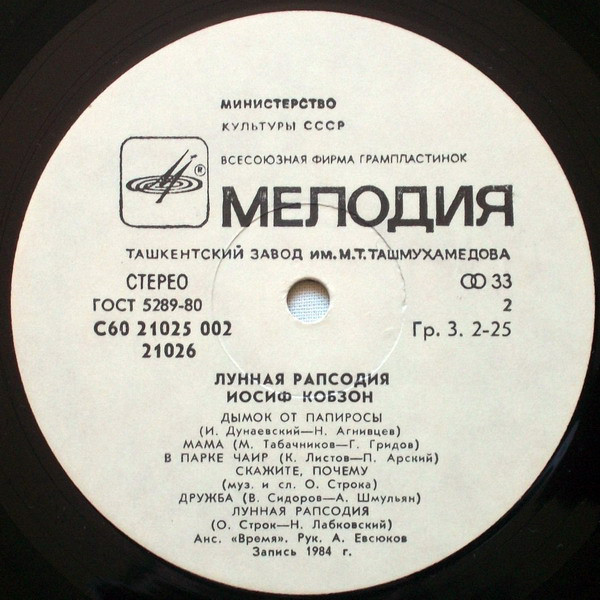 МИНИСТЕРСТВО
КУЛЬТУРЫ СССР
ВСЕСОЮЗНАЯ ФИРМА ГРАМПЛАСТИНОК
®
МЕЛОДИЯ
ТАШКЕНТСКИЙ ЗАВОД им. М.Т.ТАШМУХАМЕДОВА
СТЕРЕО
33
ГОСТ 5289-80
2
С60 21025 002
Гр. 3. 2-25
21026
ЛУННАЯ РАПСОДИЯ
ИОСИФ КОБЗОН
ДЫМОК ОТ ПАПИРОСЫ
(И. Дунаевский—Н. Агнивцев)
МАМА (М. Табачников—Г. Гридов)
В ПАРКЕ ЧАИР (К. Листов—П. Арский)
СКАЖИТЕ, ПОЧЕМУ
(муз. и сл. О. Строка)
ДРУЖБА (В. Сидоров—А. Шмульян)
ЛУННАЯ РАПСОДИЯ
(О. Строк—Н. Лабковский)
Анс. «Время». Рук. А. Евсюков
Запись 1984 г.